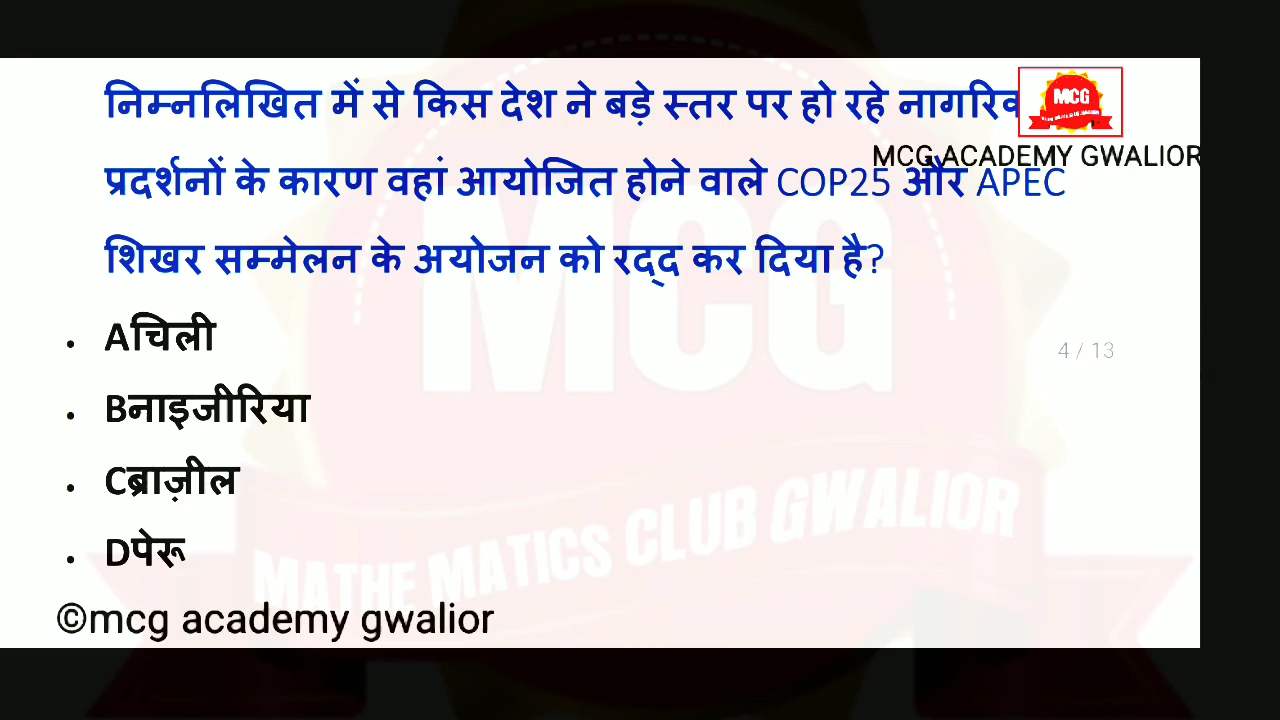 निम्नलिखित में से किस देश ने बड़े स्तर पर हो रहे
MCG
MCG ACADEMY GWALIOR
प्रदर्शनों के कारण वहां आयोजित होने वाले COP25 और APEC
शिखर सम्मेलन के अयोजन को रद्द कर दिया है?
• Aचिली
4 / 13
• Bनाइजीरिया
• Cब्राज़ील
• Dपेरू
MCG
MATHE MATICS CLUB GWALIOR
©mcg academy gwalior